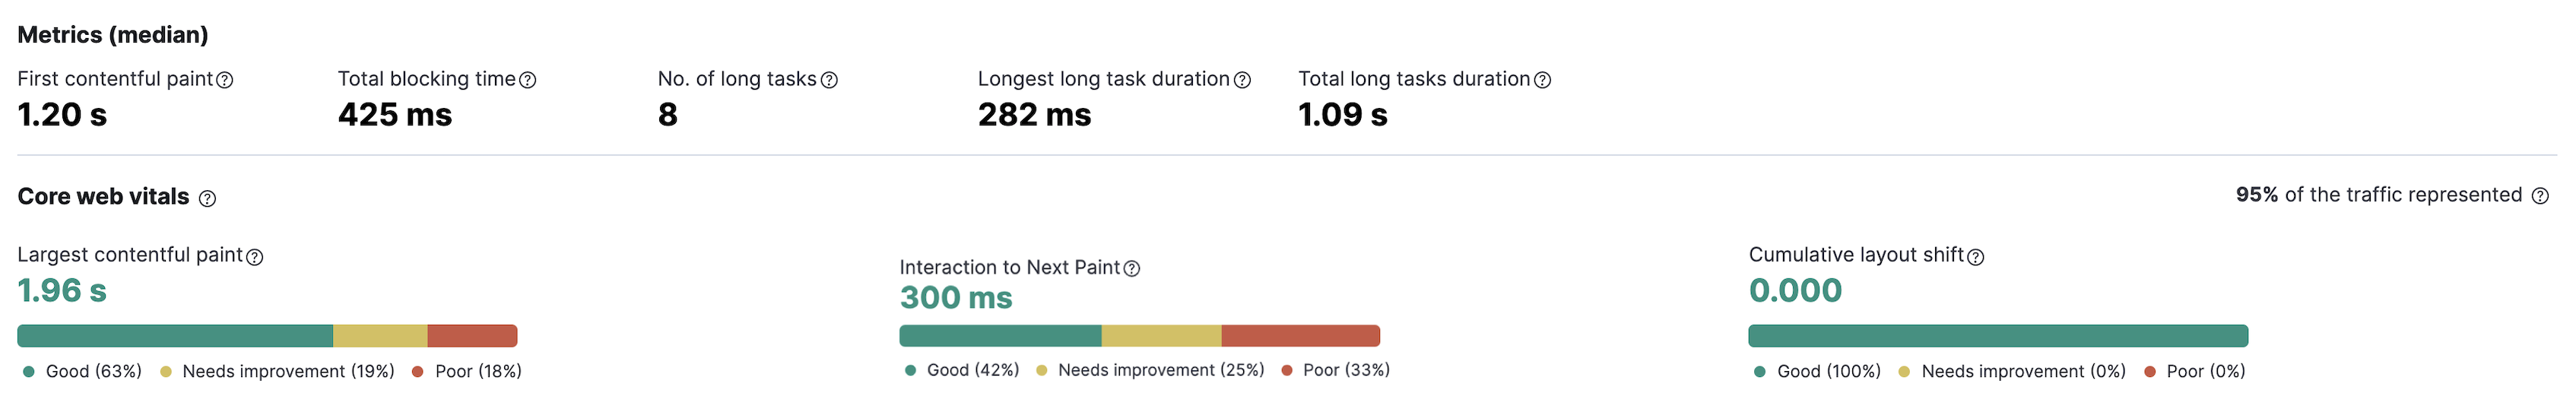 Metrics (median)
First contentful paint
1.20 s
Total blocking time
425 ms
No. of long tasks
8
Longest long task duration
282 ms
Total long tasks duration
1.09 s
Core web vitals
95% of the traffic represented
Largest contentful paint
1.96 s
Good (63%) Needs improvement (19%) Poor (18%)
Interaction to Next Paint
300 ms
Good (42%) Needs improvement (25%) Poor (33%)
Cumulative layout shift
0.000
Good (100%) Needs improvement (0%) Poor (0%)